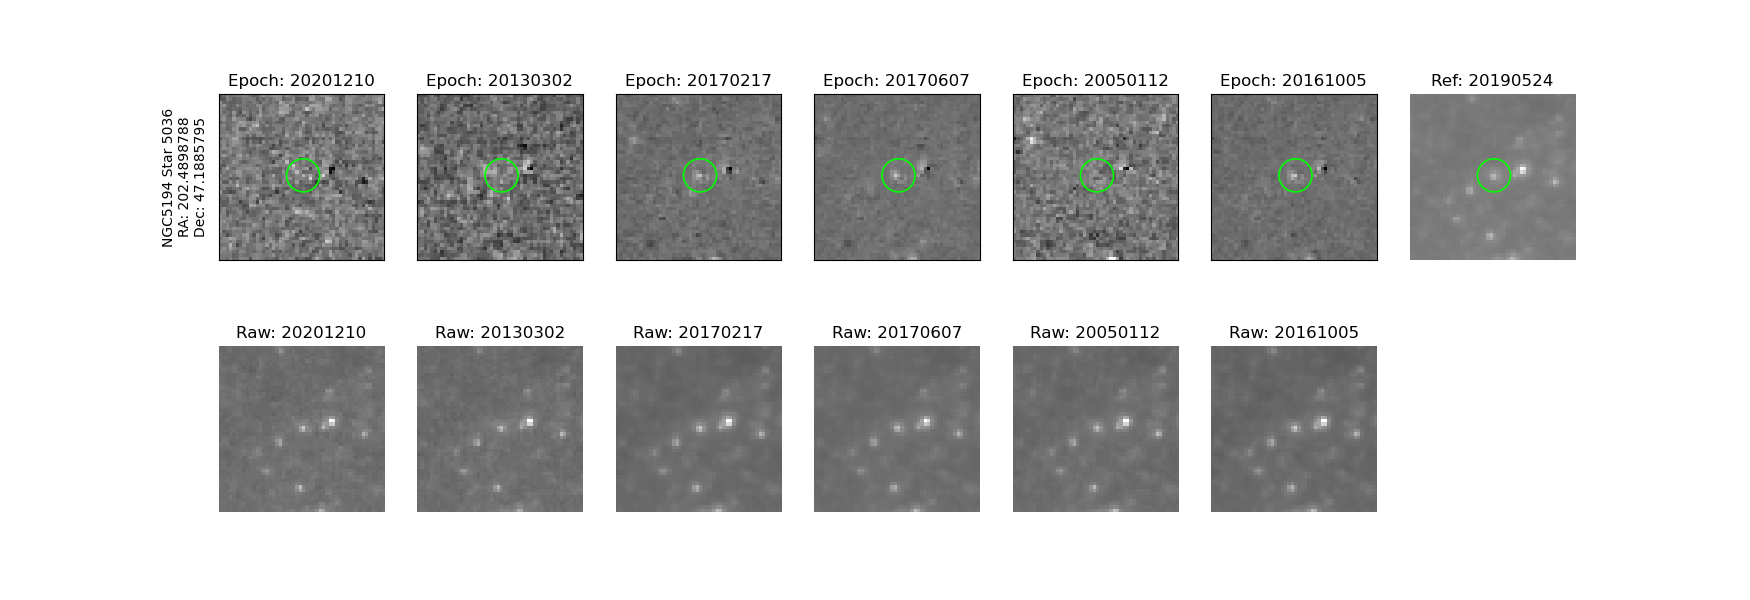 NGC5194 Star 5036
RA: 202.4898788
Dec: 47.1885795
Epoch: 20201210
Epoch: 20130302
Epoch: 20170217
Epoch: 20170607
Epoch: 20050112
Epoch: 20161005
Ref: 20190524
Raw: 20201210
Raw: 20130302
Raw: 20170217
Raw: 20170607
Raw: 20050112
Raw: 20161005